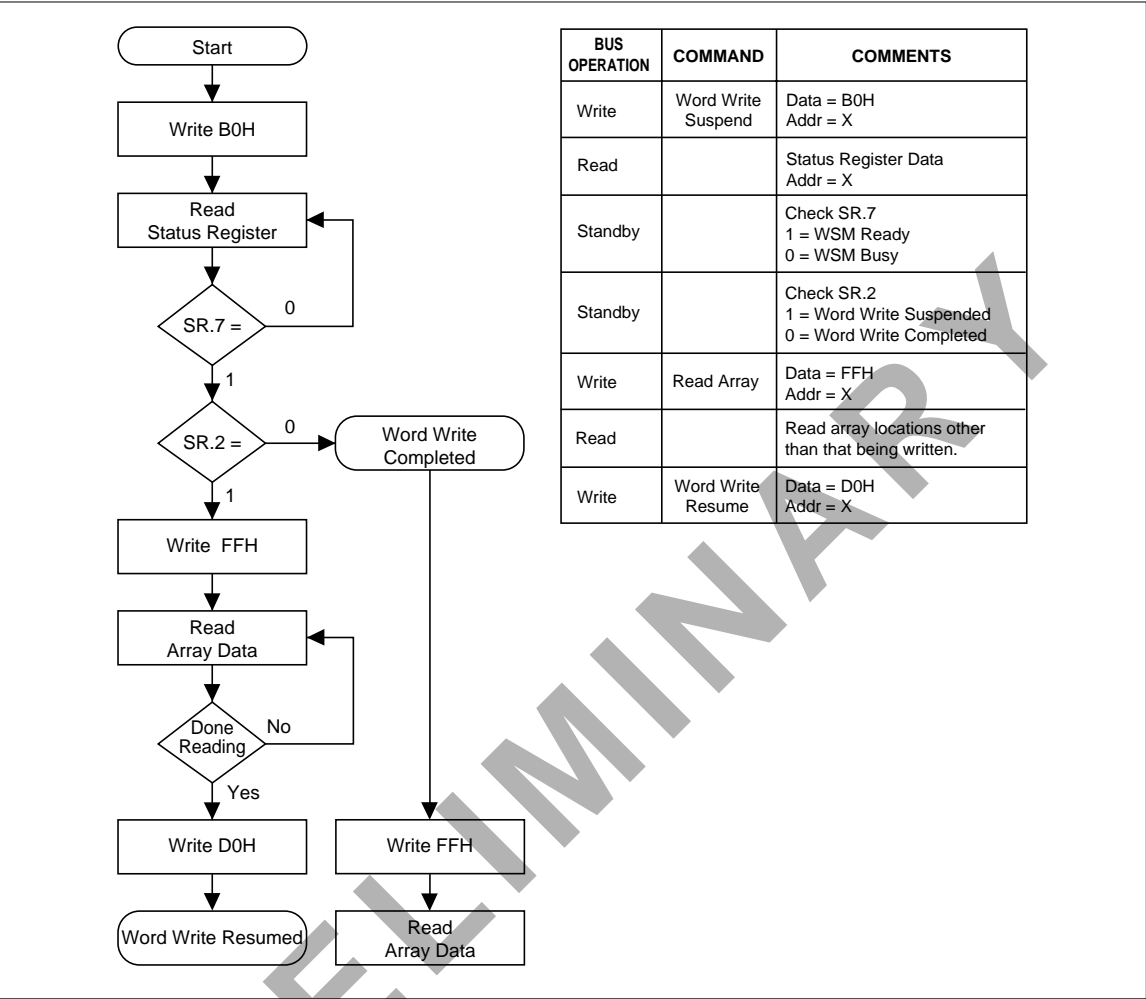 Start
Write B0H
Read
Status Register
SR.7 =
0
1
SR.2 =
0
Word Write
Completed
1
Write FFH
Read
Array Data
Done
Reading
No
Yes
Write D0H
Write FFH
Word Write Resumed
Read
Array Data
BUS
OPERATION
COMMAND
COMMENTS
Write
Word Write
Suspend
Data = B0H
Addr = X
Read
Status Register Data
Addr = X
Standby
Check SR.7
1 = WSM Ready
0 = WSM Busy
Standby
Check SR.2
1 = Word Write Suspended
0 = Word Write Completed
Write
Read Array
Data = FFH
Addr = X
Read
Read array locations other
than that being written.
Write
Word Write
Resume
Data = D0H
Addr = X
ELIMINARY